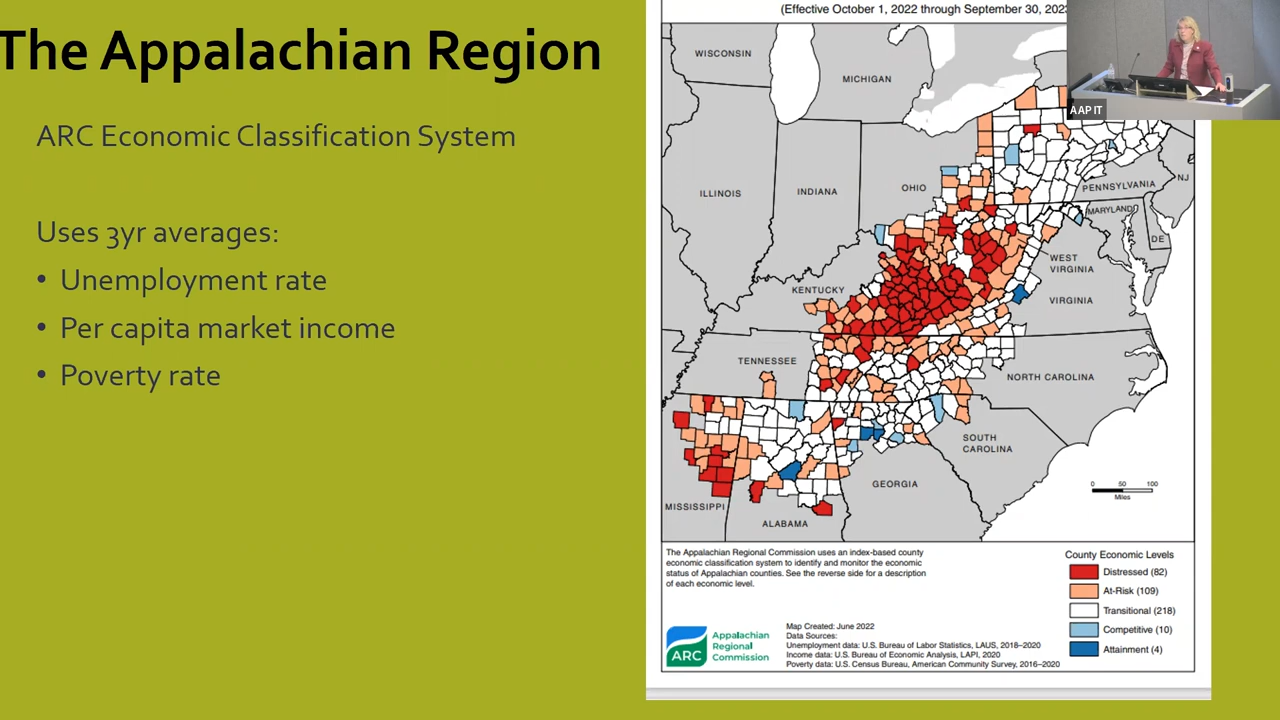 The Appalachian Region
ARC Economic Classification System
Uses 3yr averages:
• Unemployment rate
• Per capita market income
• Poverty rate
(Effective October 1, 2022 through September 30, 2023
AAP IT
WISCONSIN
MICHIGAN
ILLINOIS
INDIANA
OHIO
PENNSYLVANIA
NJ
MARYLAND
DE
WEST
VIRGINIA
KENTUCKY
VIRGINIA
TENNESSEE
NORTH CAROLINA
SOUTH
CAROLINA
GEORGIA
MISSISSIPPI
ALABAMA
0 50 100
Miles
The Appalachian Regional Commission uses an index-based county
economic classification system to identify and monitor the economic
status of Appalachian counties. See the reverse side for a description
of each economic level.
County Economic Levels
Distressed (82)
At-Risk (109)
Transitional (218)
Competitive (10)
Attainment (4)
ARC
Appalachian
Regional
Commission
Map Created: June 2022
Data Sources:
Unemployment data: U.S. Bureau of Labor Statistics, LAUS, 2018–2020
Income data: U.S. Bureau of Economic Analysis, LAPI, 2020
Poverty data: U.S. Census Bureau, American Community Survey, 2016–2020